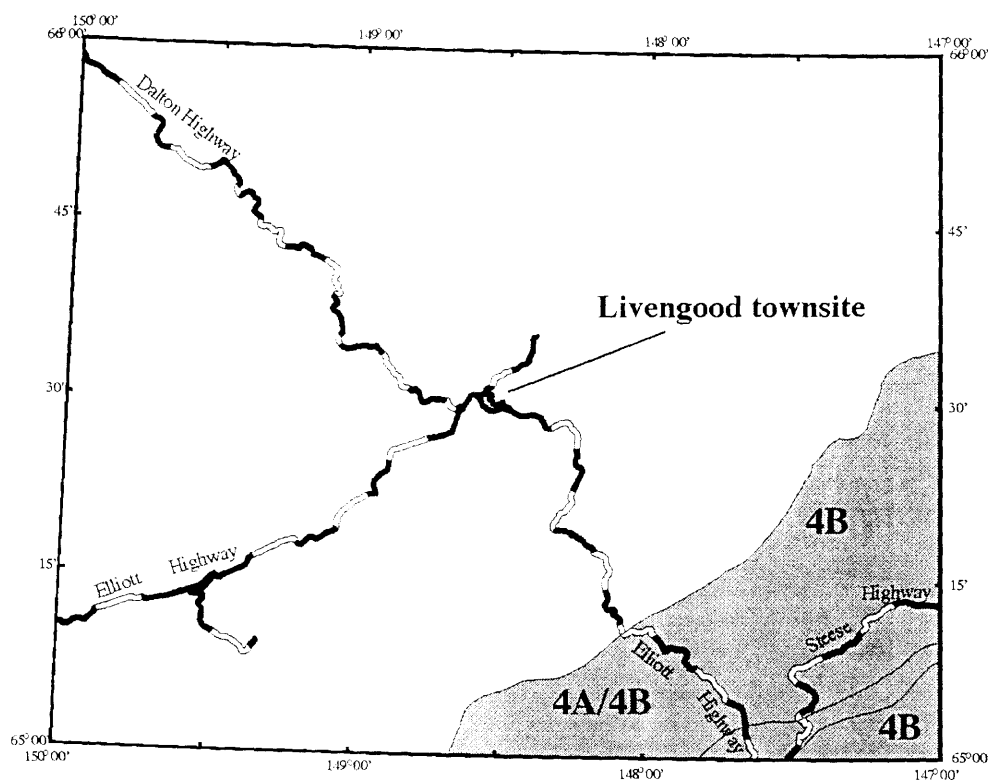 150° 00'
66° 00'
149° 00'
148° 00'
147° 00'
66° 00'
Dalton Highway
45'
45'
Livengood townsite
30'
30'
4B
Elliott Highway
15'
15'
Highway
Steese
Elliott
Highway
4A/4B
4B
65° 00'
150° 00'
149° 00'
148° 00'
65° 00'
147° 00'